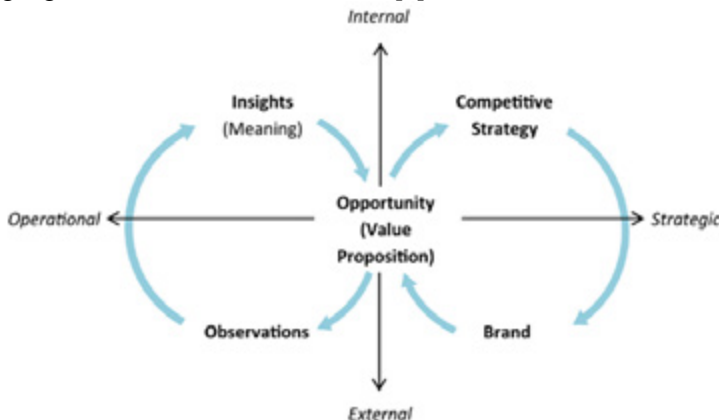 Internal
Insights
(Meaning)
Competitive
Strategy
Operational
Opportunity
(Value
Proposition)
Strategic
Observations
Brand
External